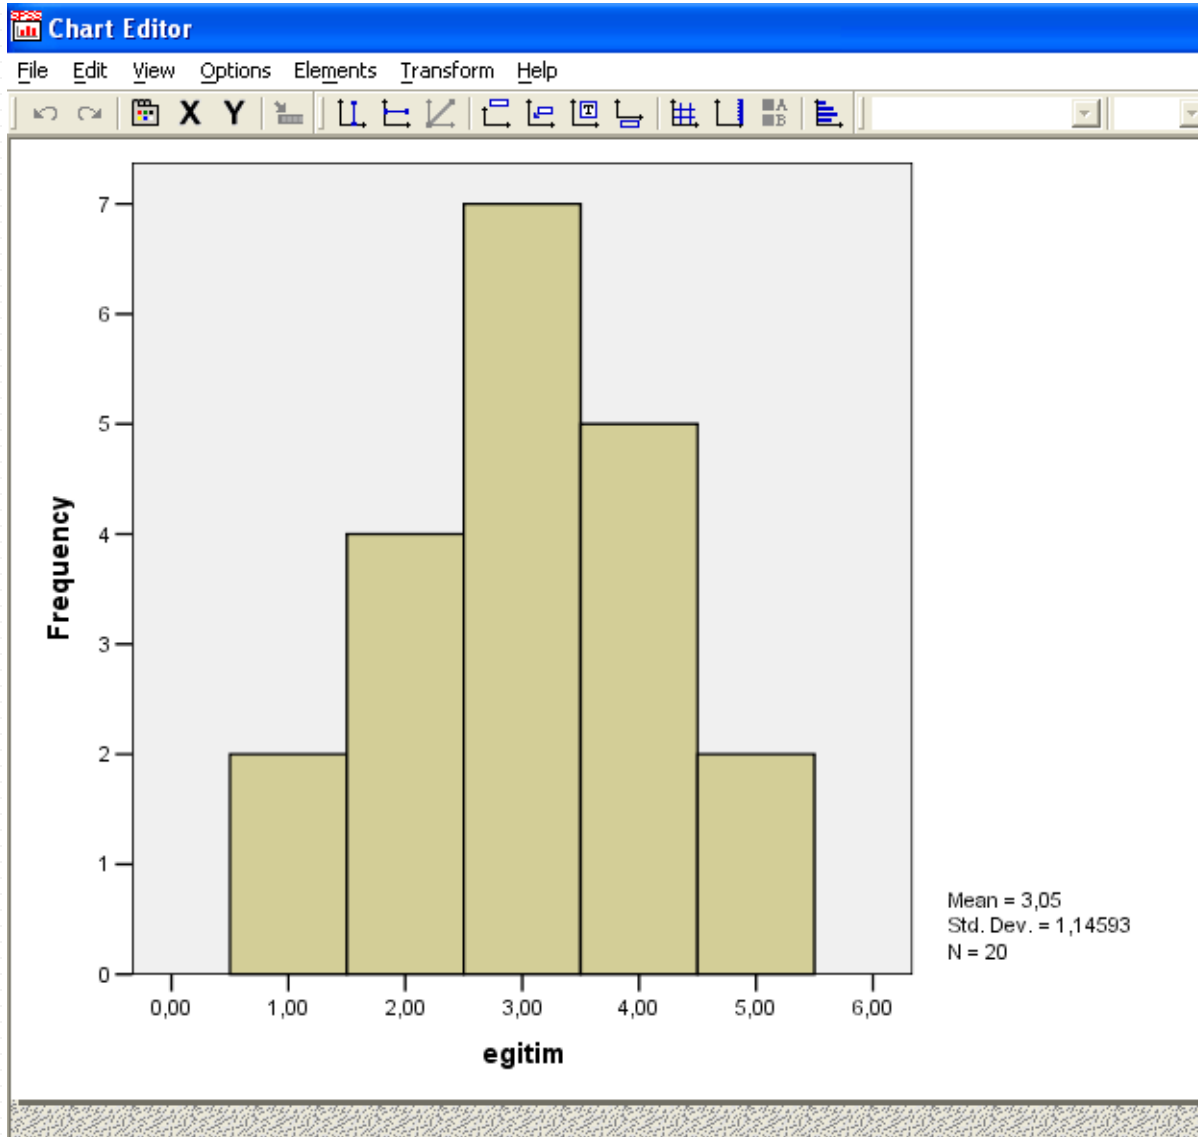 Chart Editor
File Edit View Options Elements Transform Help
X Y T A B
7
6
5
4
3
2
1
0
Frequency
0,00 1,00 2,00 3,00 4,00 5,00 6,00
egitim
Mean = 3,05
Std. Dev. = 1,14593
N = 20